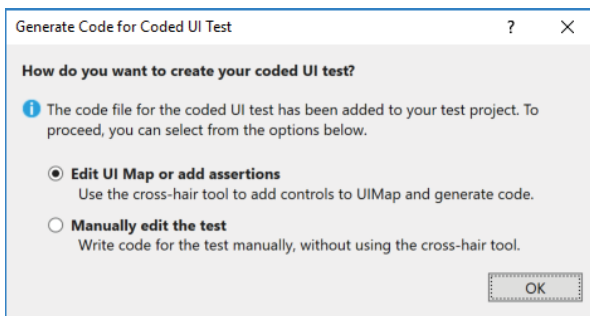 Generate Code for Coded UI Test
?
How do you want to create your coded UI test?
The code file for the coded UI test has been added to your test project. To
proceed, you can select from the options below.
Edit UI Map or add assertions
Use the cross-hair tool to add controls to UIMap and generate code.
Manually edit the test
Write code for the test manually, without using the cross-hair tool.
OK